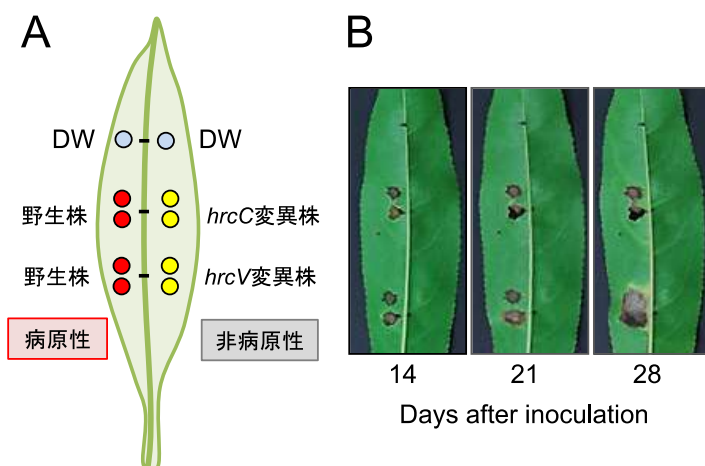 A
DW DW
野生株 hrcC変異株
野生株 hrcV変異株
病原性 非病原性
B
14 21 28
Days after inoculation